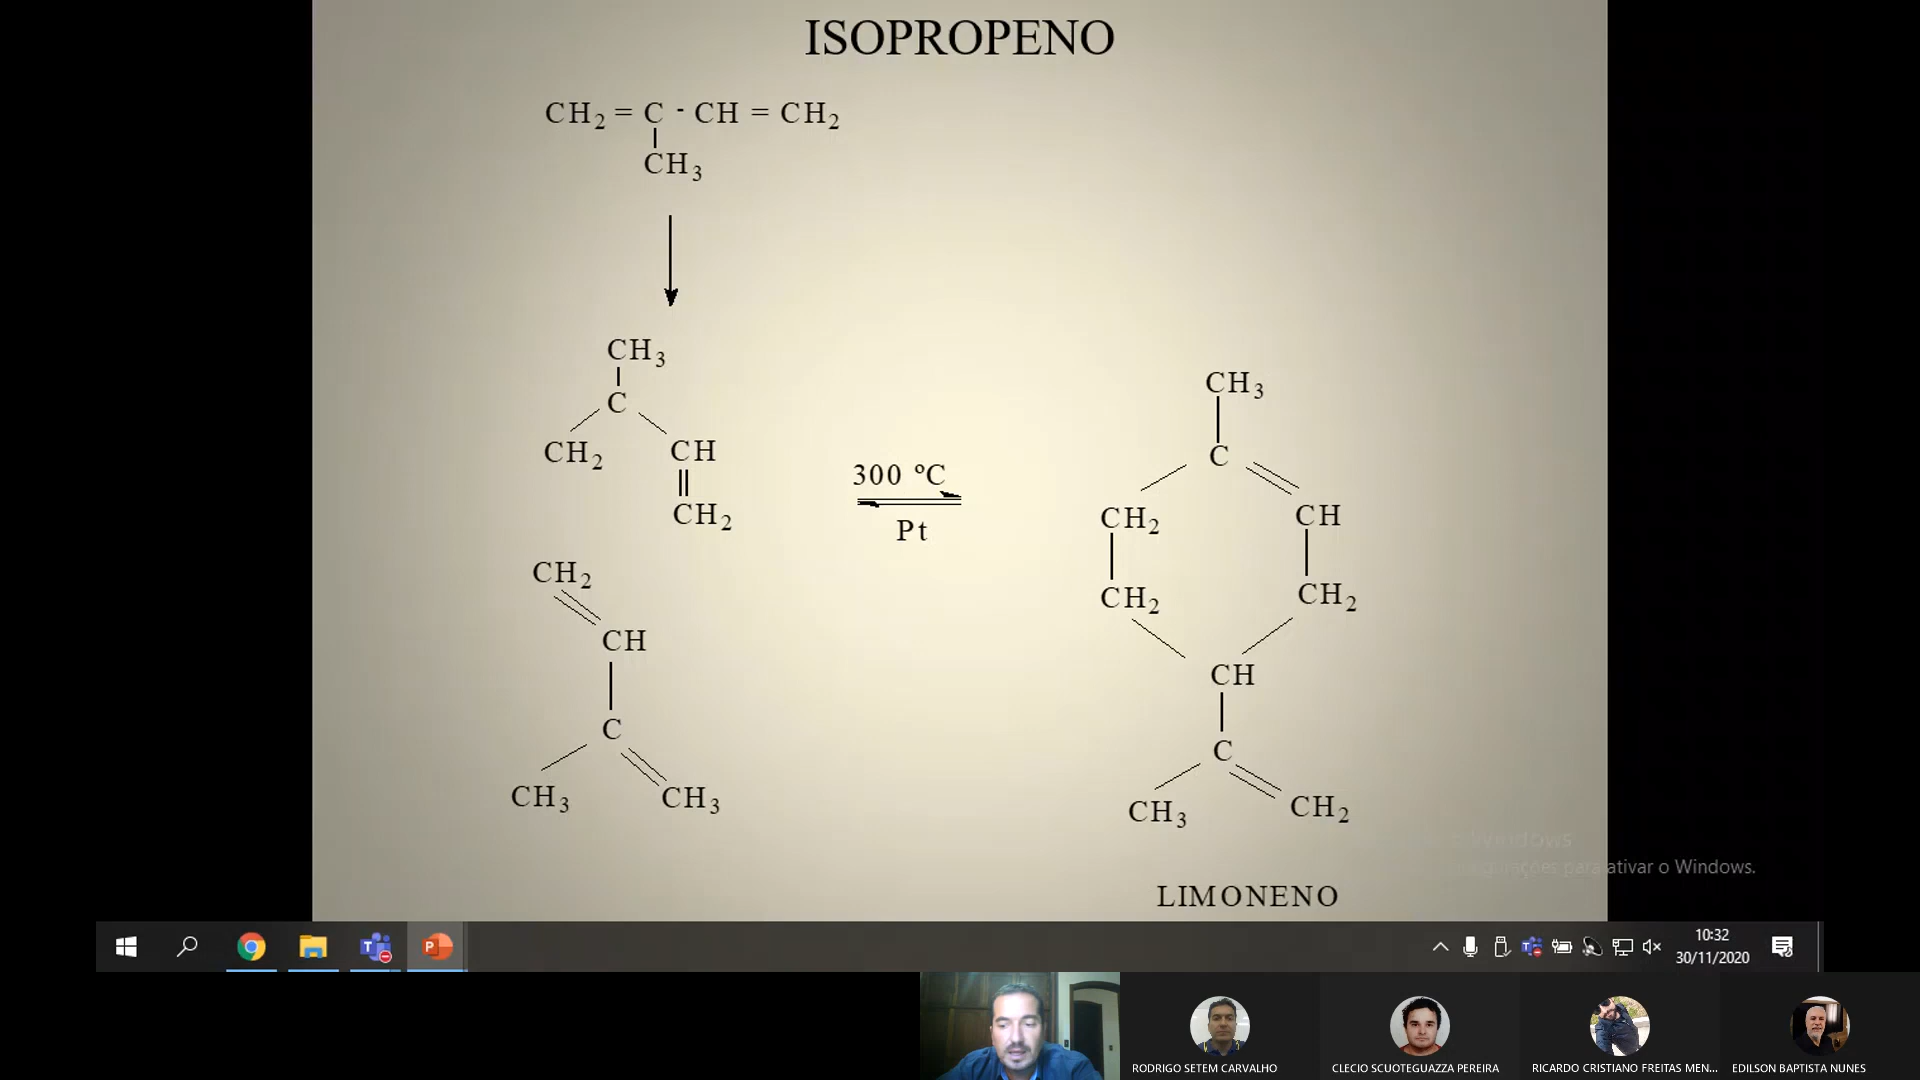 ISOPROPENO
CH2 = C - CH = CH2
CH3
CH3
C
CH2 CH
CH2
CH2
CH
C
CH3 CH3
300 ºC
Pt
CH3
C
CH2 CH
CH2 CH2
CH
C
CH3 CH2
LIMONENO
Windows
para ativar o Windows.
10:32
30/11/2020
RODRIGO SETEM CARVALHO
CLECIO SCUOTEGUAZZA PEREIRA
RICARDO CRISTIANO FREITAS MEN...
EDILSON BAPTISTA NUNES